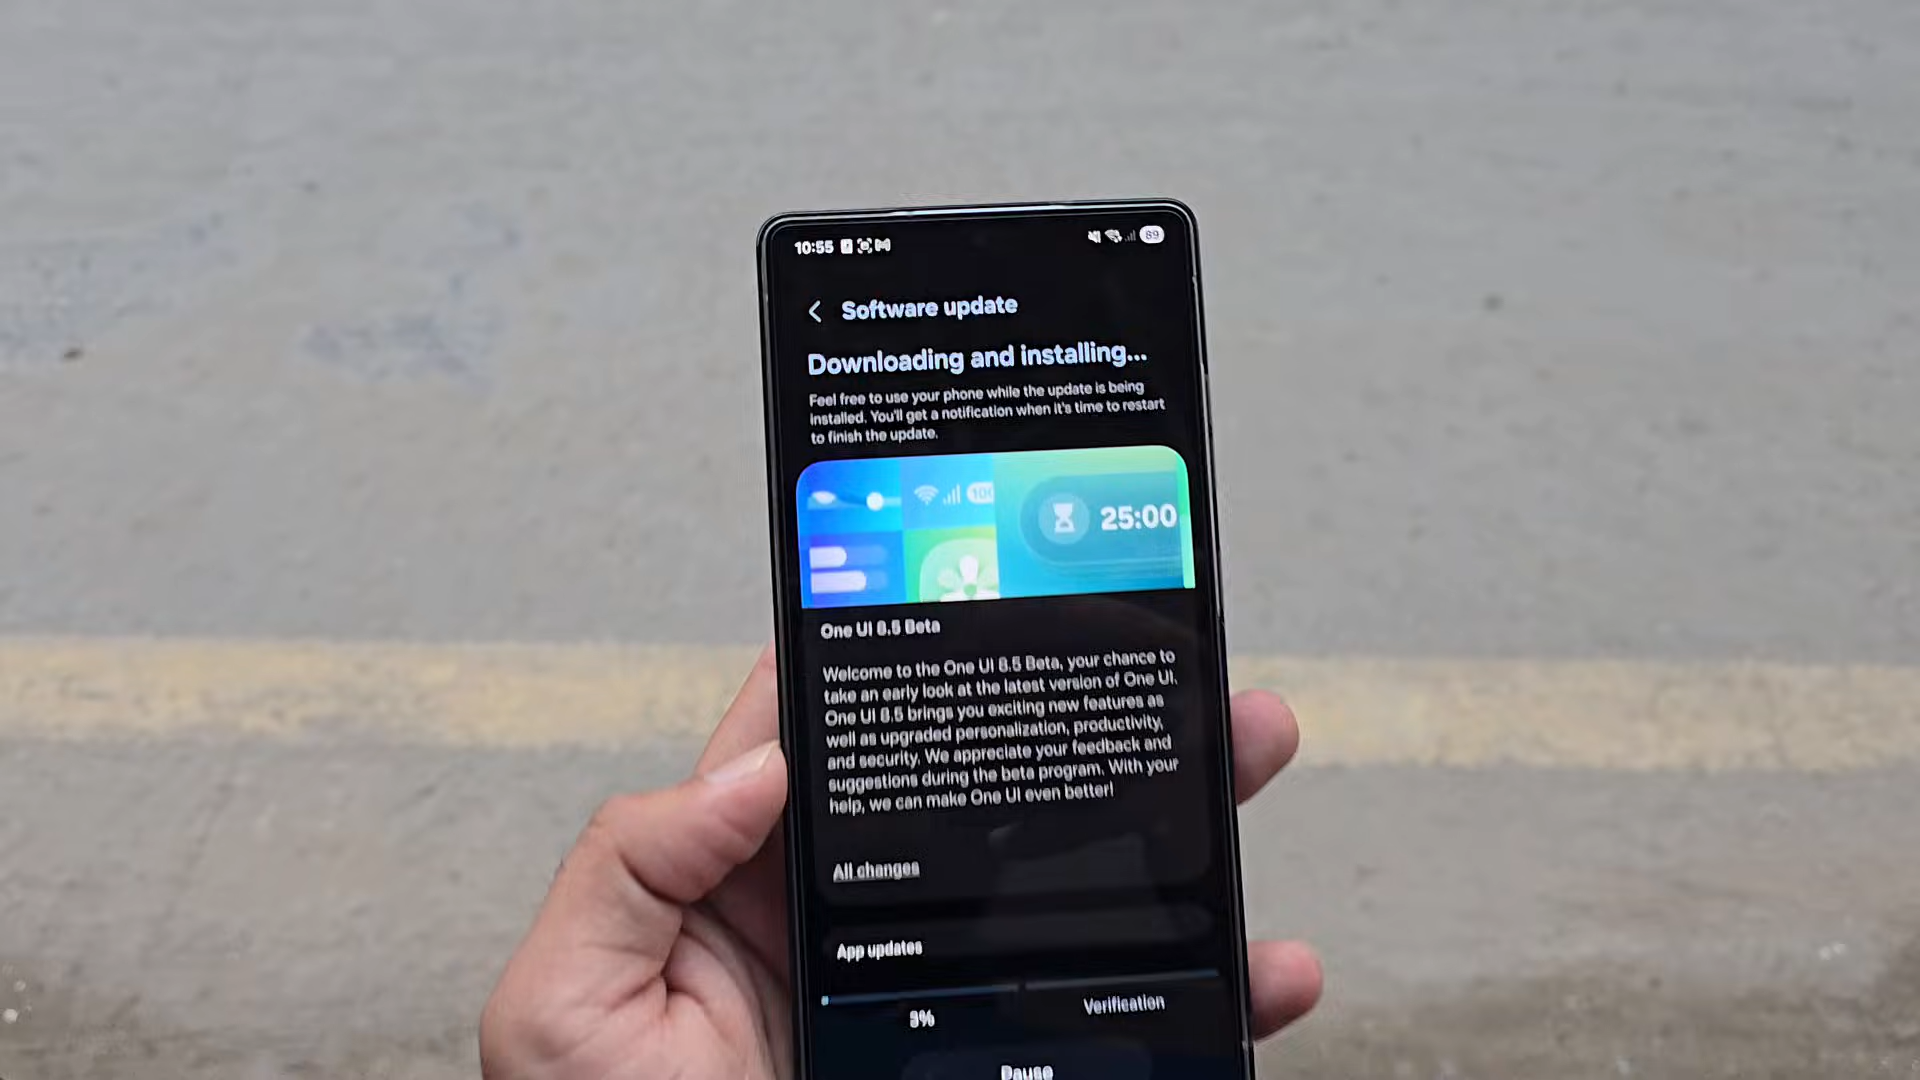 10:55
89
Software update
Downloading and installing...
Feel free to use your phone while the update is being
installed. You'll get a notification when it's time to restart
to finish the update.
100
25:00
One UI 8.5 Beta
Welcome to the One UI 8.5 Beta, your chance to
take an early look at the latest version of One UI.
One UI 8.5 brings you exciting new features as
well as upgraded personalization, productivity,
and security. We appreciate your feedback and
suggestions during the beta program. With your
help, we can make One UI even better!
All changes
App updates
Verification
Pause